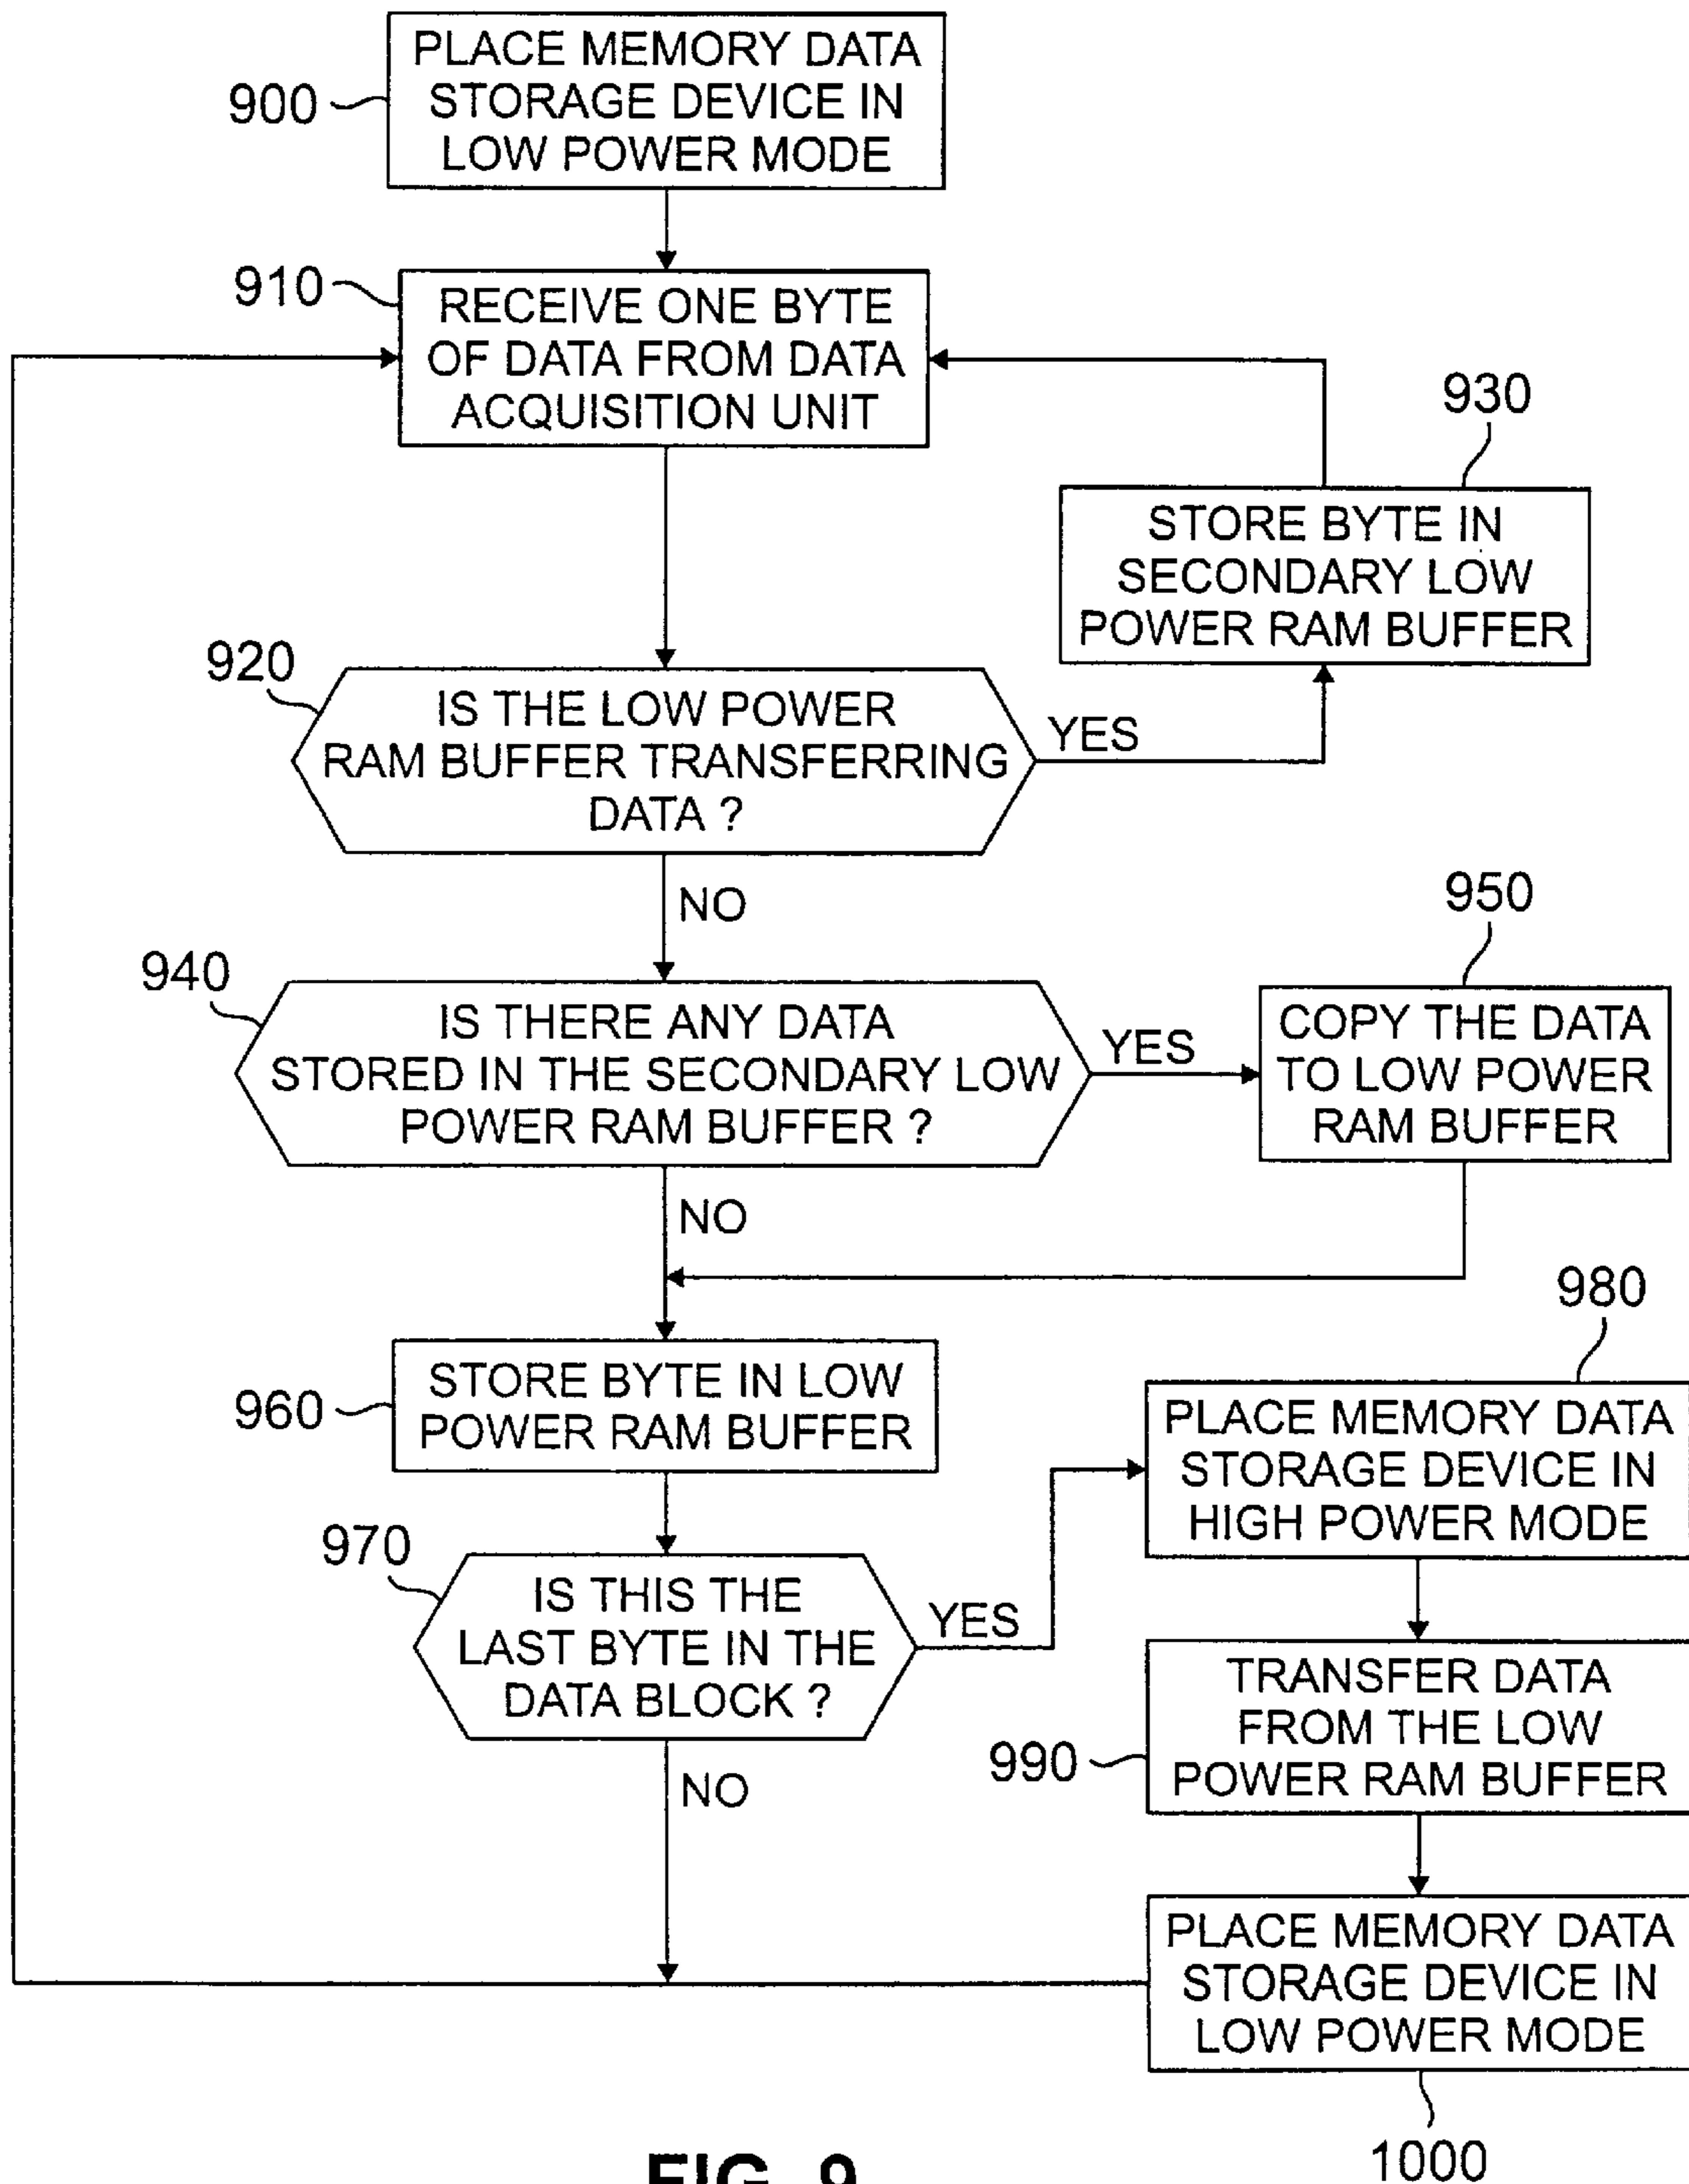 PLACE MEMORY DATA
STORAGE DEVICE IN
LOW POWER MODE
900
910
RECEIVE ONE BYTE
OF DATA FROM DATA
ACQUISITION UNIT
930
STORE BYTE IN
SECONDARY LOW
POWER RAM BUFFER
920
IS THE LOW POWER
RAM BUFFER TRANSFERRING
DATA ?
YES
NO
950
940
IS THERE ANY DATA
STORED IN THE SECONDARY LOW
POWER RAM BUFFER ?
YES
COPY THE DATA
TO LOW POWER
RAM BUFFER
NO
980
960
STORE BYTE IN LOW
POWER RAM BUFFER
PLACE MEMORY DATA
STORAGE DEVICE IN
HIGH POWER MODE
970
IS THIS THE
LAST BYTE IN THE
DATA BLOCK ?
YES
NO
990
TRANSFER DATA
FROM THE LOW
POWER RAM BUFFER
PLACE MEMORY DATA
STORAGE DEVICE IN
LOW POWER MODE
1000
FIG. 9